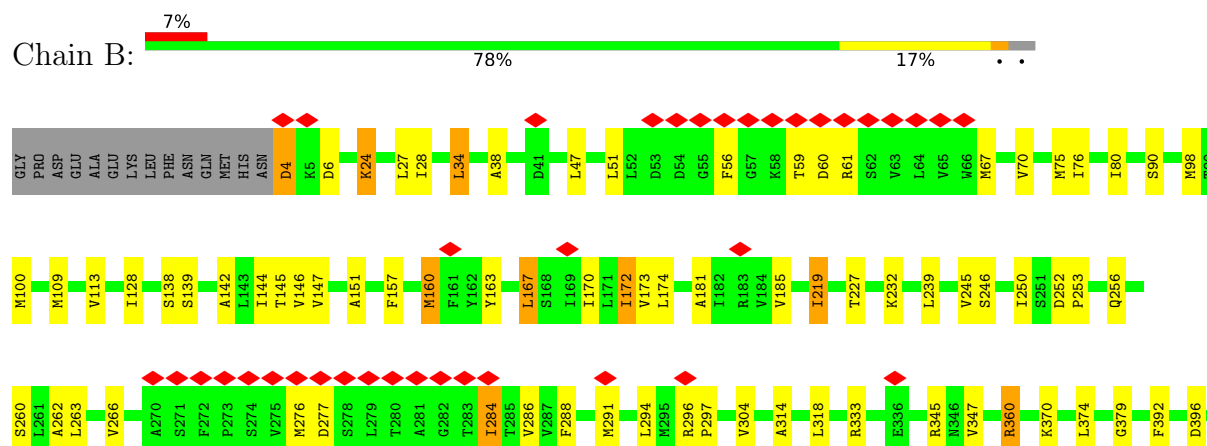 7%
Chain B:
78% 17% • •
GLY PRO ASP GLU ALA GLU LYS LEU PHE ASN GLN MET HIS ASN D4 K5 D6 K24 L27 I28 L34 A38 D41 L47 L51 L52 D53 D54 G55 F56 G57 K58 T59 D60 R61 S62 V63 L64 V65 W66 M67 V70 M75 I76 I80 S90 M98
M100 M109 V113 I128 S138 S139 A142 L143 I144 T145 V146 V147 A151 F157 M160 F161 Y162 Y163 L167 S168 I169 I170 L171 I172 V173 L174 A181 I182 R183 V184 V185 I219 T227 K232 L239 V245 S246 I250 S251 D252 P253 Q256
S260 L261 A262 L263 V266 A270 S271 F272 P273 S274 V275 M276 D277 S278 L279 T280 A281 G282 T283 I284 T285 V286 V287 F288 M291 L294 M295 R296 P297 V304 A314 L318 R333 E336 R345 N346 V347 R360 K370 L374 G379 F392 D396